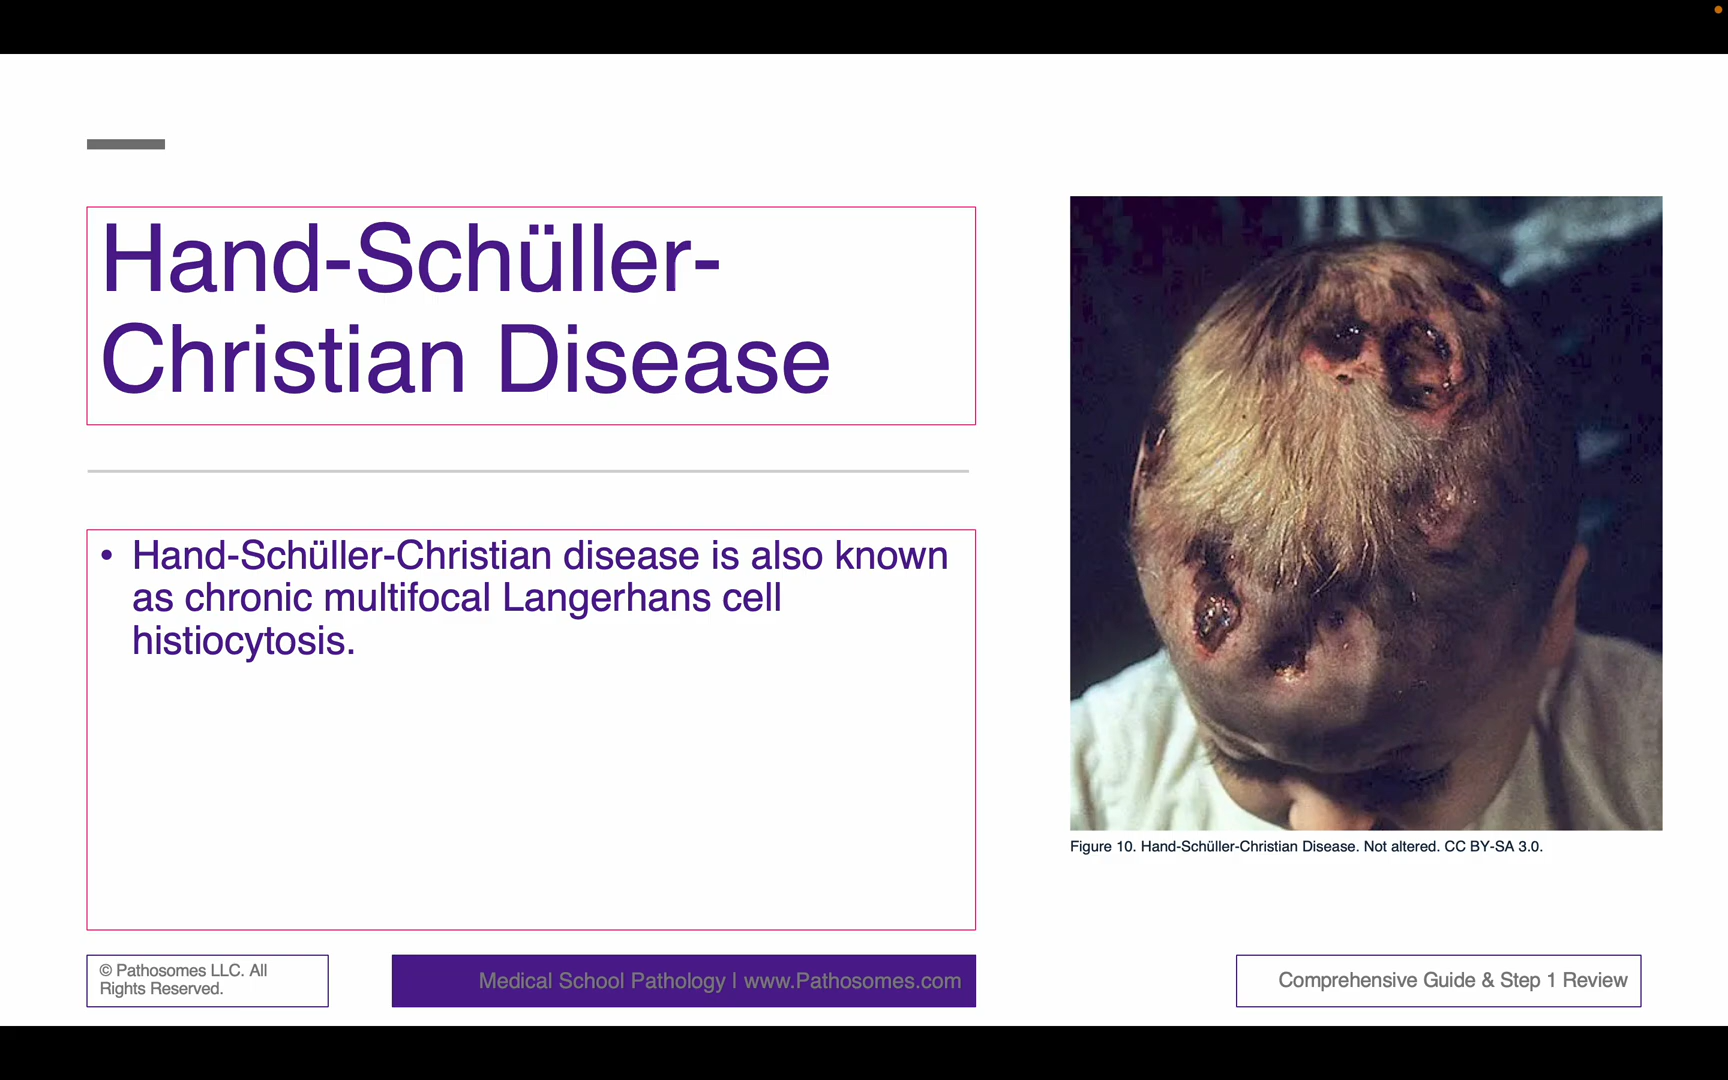 Hand-Schüller-
Christian Disease
• Hand-Schüller-Christian disease is also known
as chronic multifocal Langerhans cell
histiocytosis.
Figure 10. Hand-Schüller-Christian Disease. Not altered. CC BY-SA 3.0.
© Pathosomes LLC. All
Rights Reserved.
Medical School Pathology | www.Pathosomes.com
Comprehensive Guide & Step 1 Review